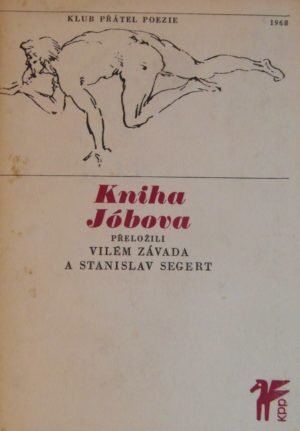 KLUB PŘÁTEL POEZIE 1968
Kniha
Jóbova
PŘELOŽILI
VILÉM ZÁVADA
A STANISLAV SEGERT
kpp